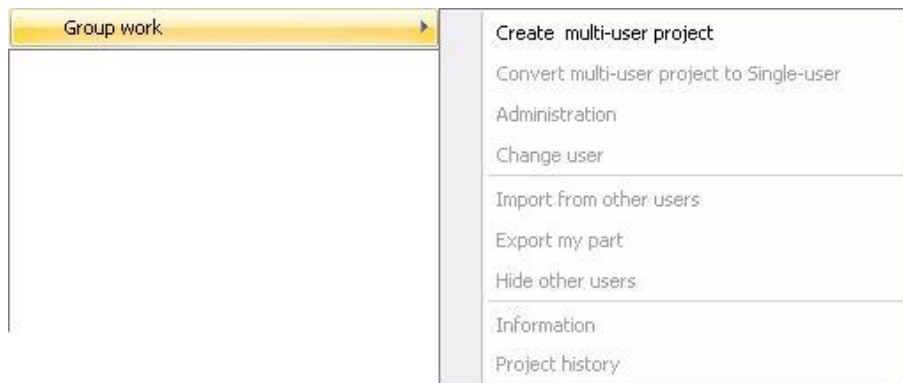 Group work
Create multi-user project
Convert multi-user project to Single-user
Administration
Change user
Import from other users
Export my part
Hide other users
Information
Project history